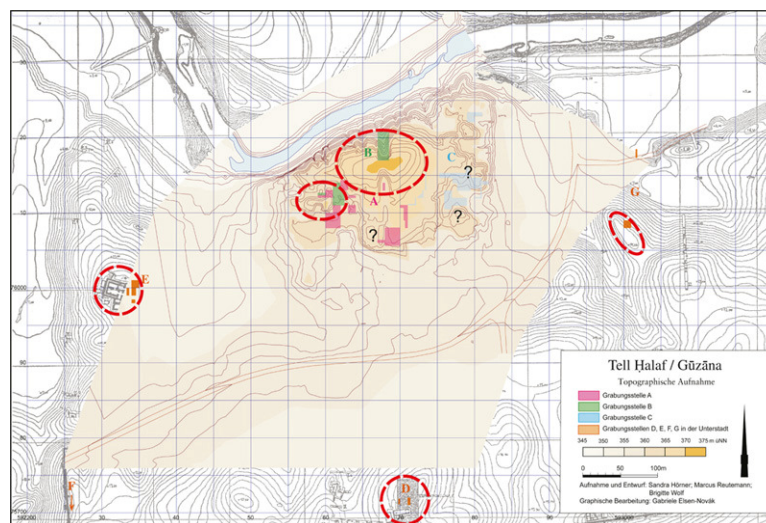 B
C
A
?
?
?
I
G
E
F
D
Tell Ḥalaf / Gūzāna
Topographische Aufnahme
Grabungsstelle A
Grabungsstelle B
Grabungsstelle C
Grabungsstellen D, E, F, G in der Unterstadt
345 350 355 360 365 370 375 m üNN
0 50 100m
Aufnahme und Entwurf: Sandra Hörner; Marcus Reutemann;
Brigitte Wolf
Graphische Bearbeitung: Gabriele Elsen-Novák